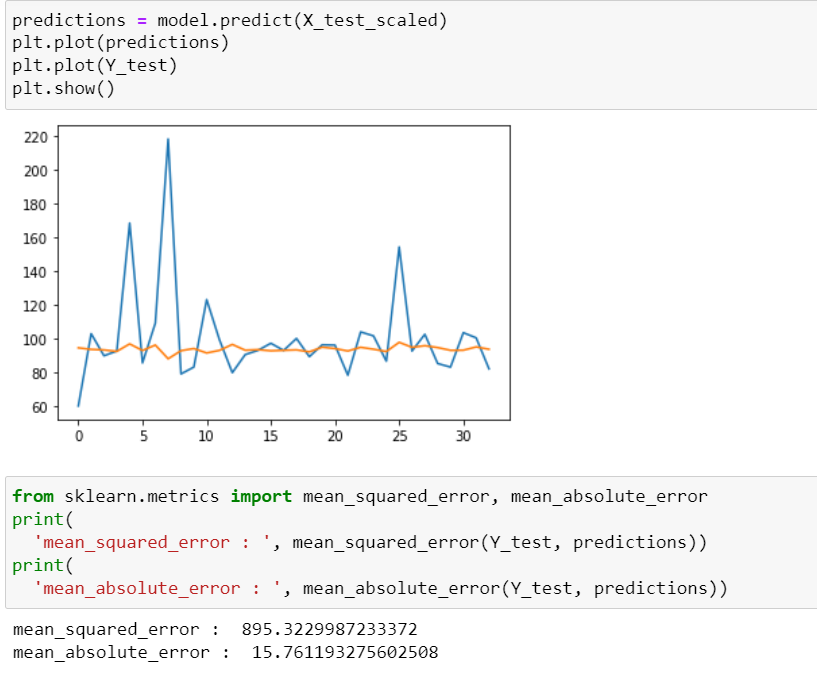 predictions = model.predict(X_test_scaled)
plt.plot(predictions)
plt.plot(Y_test)
plt.show()
220
200
180
160
140
120
100
80
60
0 5 10 15 20 25 30
from sklearn.metrics import mean_squared_error, mean_absolute_error
print(
  'mean_squared_error : ', mean_squared_error(Y_test, predictions))
print(
  'mean_absolute_error : ', mean_absolute_error(Y_test, predictions))
mean_squared_error :  895.3229987233372
mean_absolute_error :  15.761193275602508